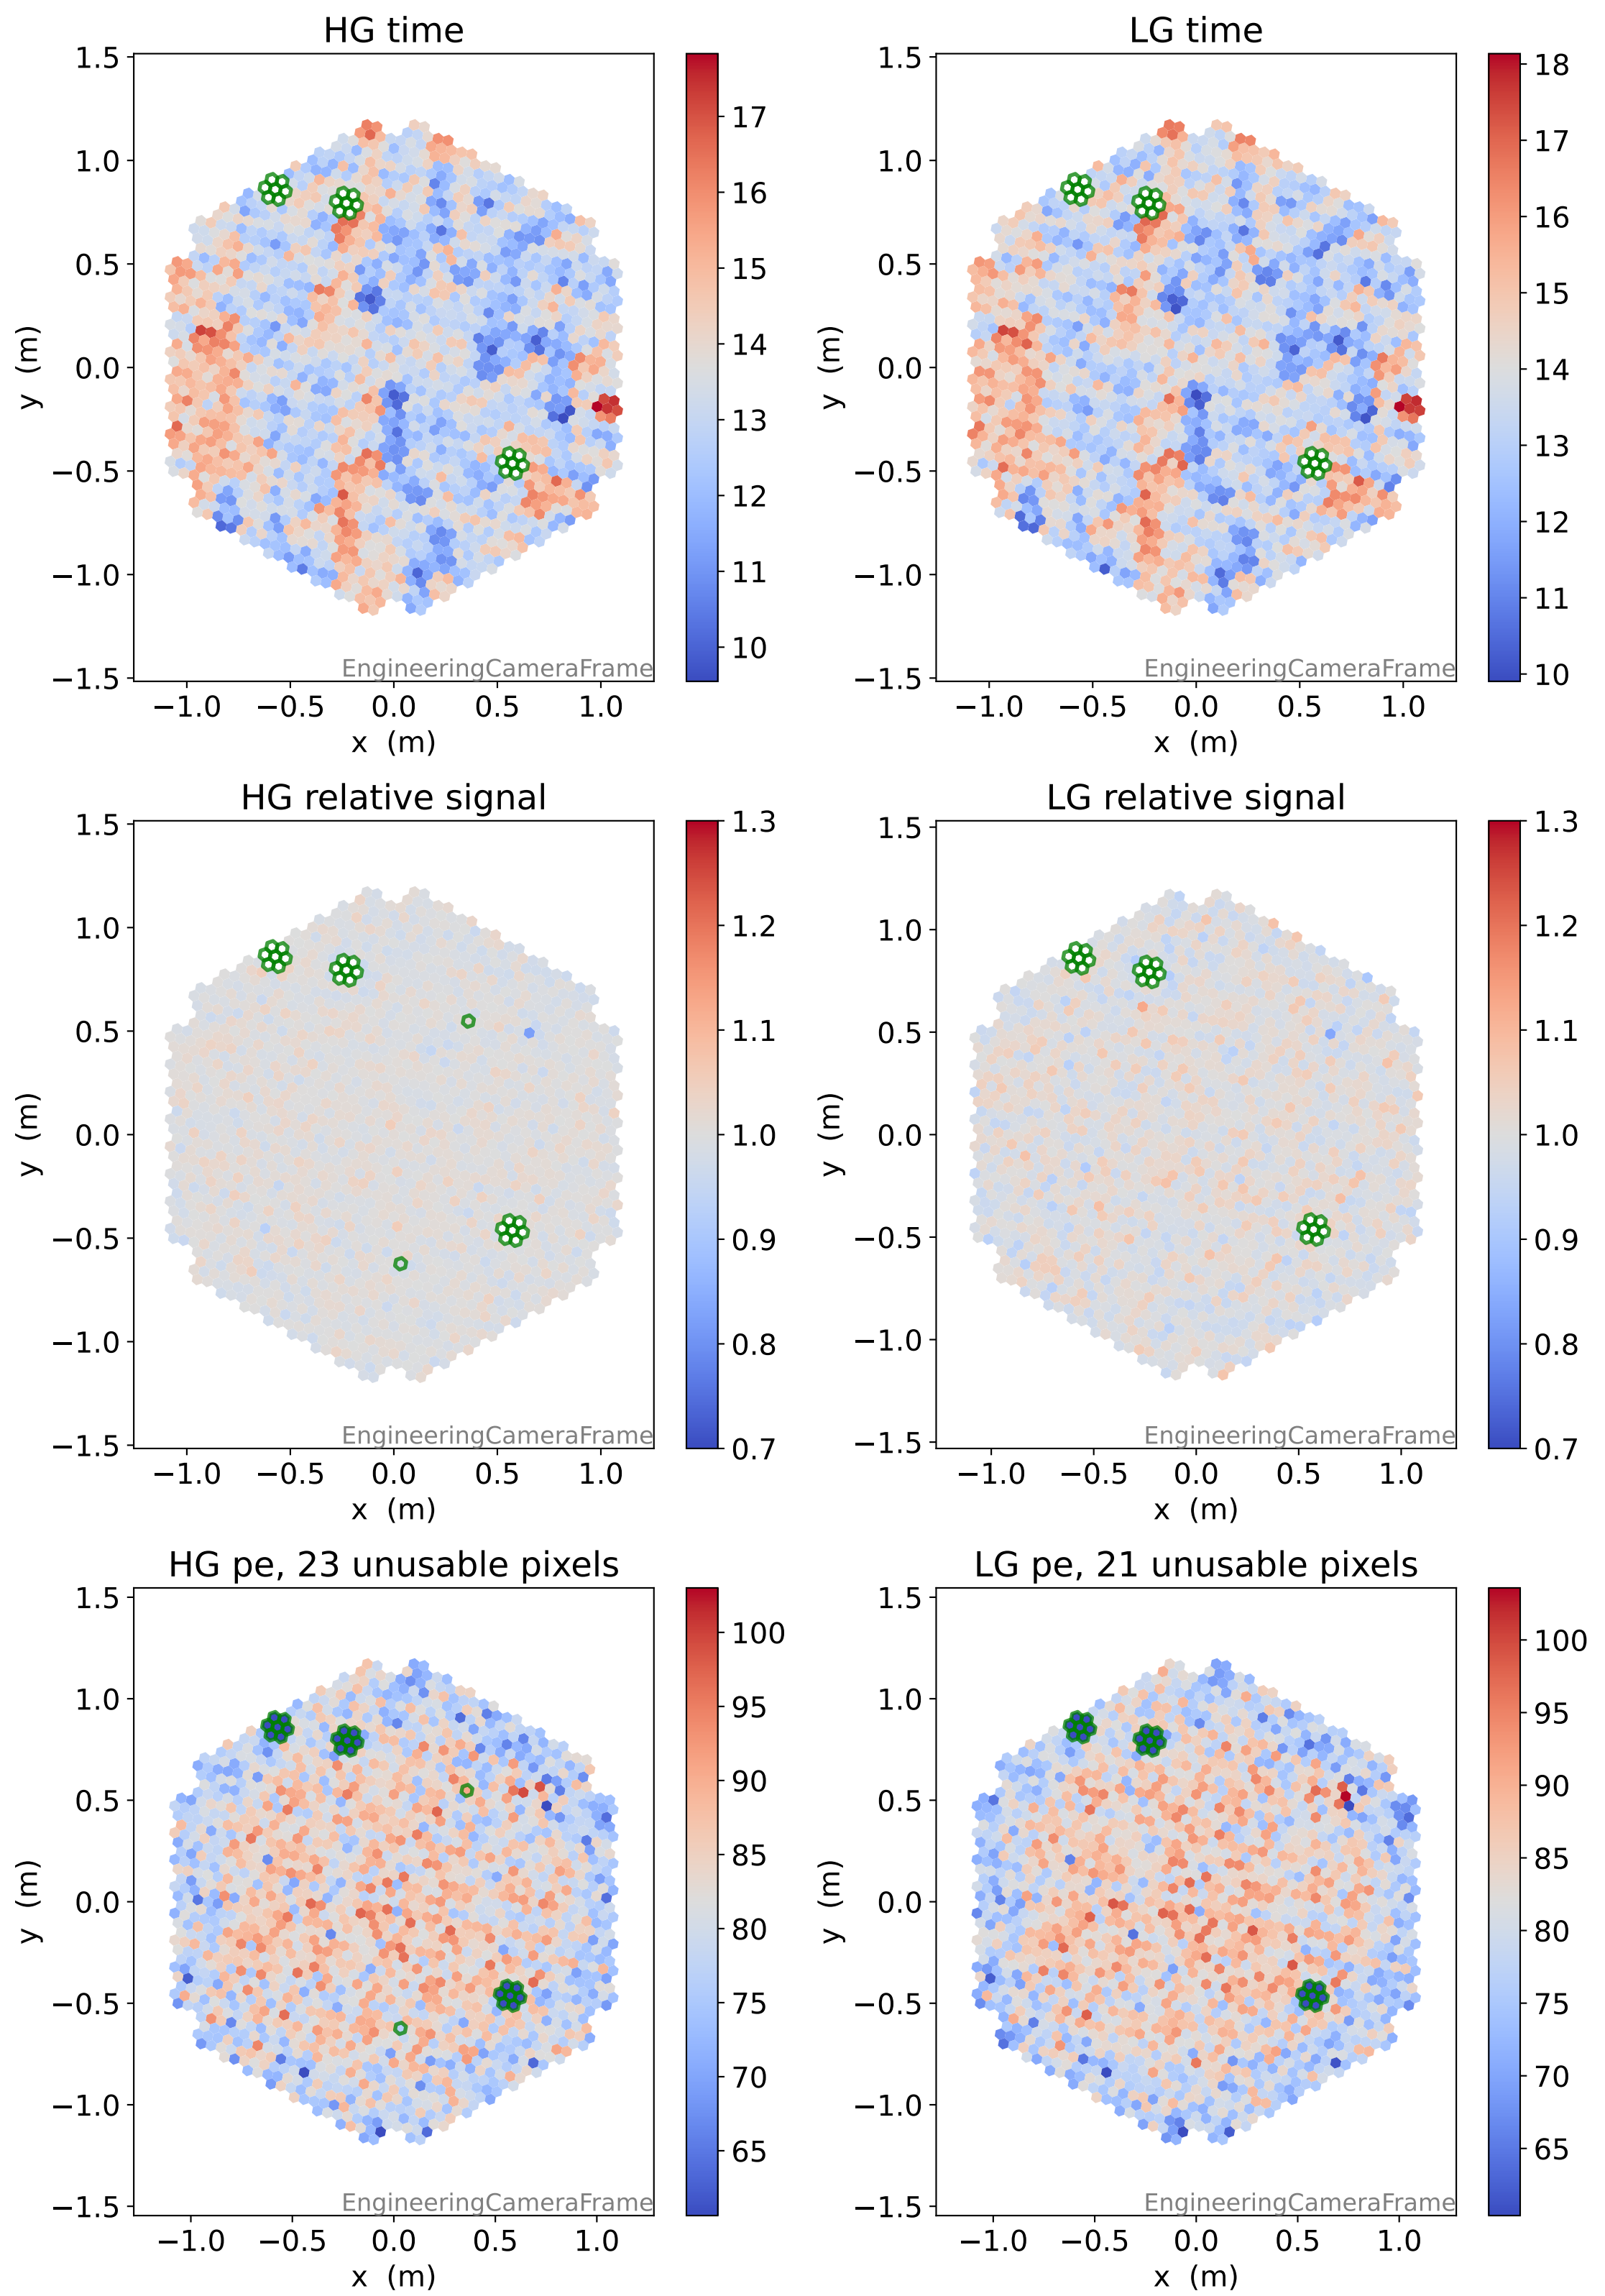 HG time
1.5
1.0
0.5
0.0
−0.5
−1.0
−1.5
y (m)
−1.0 −0.5 0.0 0.5 1.0
x (m)
EngineeringCameraFrame
17
16
15
14
13
12
11
10
LG time
1.5
1.0
0.5
0.0
−0.5
−1.0
−1.5
y (m)
−1.0 −0.5 0.0 0.5 1.0
x (m)
EngineeringCameraFrame
18
17
16
15
14
13
12
11
10
HG relative signal
1.5
1.0
0.5
0.0
−0.5
−1.0
−1.5
y (m)
−1.0 −0.5 0.0 0.5 1.0
x (m)
EngineeringCameraFrame
1.3
1.2
1.1
1.0
0.9
0.8
0.7
LG relative signal
1.5
1.0
0.5
0.0
−0.5
−1.0
−1.5
y (m)
−1.0 −0.5 0.0 0.5 1.0
x (m)
EngineeringCameraFrame
1.3
1.2
1.1
1.0
0.9
0.8
0.7
HG pe, 23 unusable pixels
1.5
1.0
0.5
0.0
−0.5
−1.0
−1.5
y (m)
−1.0 −0.5 0.0 0.5 1.0
x (m)
EngineeringCameraFrame
100
95
90
85
80
75
70
65
LG pe, 21 unusable pixels
1.5
1.0
0.5
0.0
−0.5
−1.0
−1.5
y (m)
−1.0 −0.5 0.0 0.5 1.0
x (m)
EngineeringCameraFrame
100
95
90
85
80
75
70
65